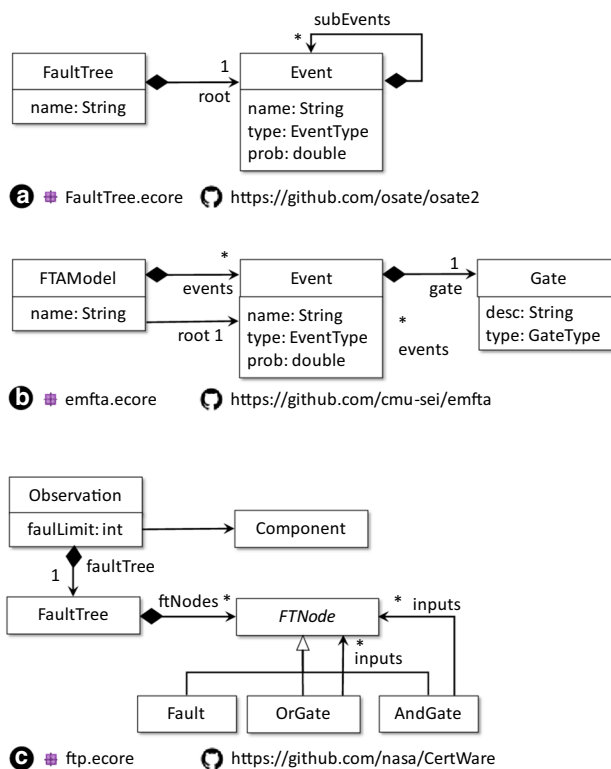 subEvents
*
FaultTree
1
Event
name: String
root
name: String
type: EventType
prob: double
a FaultTree.ecore https://github.com/osate/osate2
FTAModel
*
events
Event
1
gate
Gate
name: String
root 1
name: String
type: EventType
prob: double
*
events
desc: String
type: GateType
b emfta.ecore https://github.com/cmu-sei/emfta
Observation
faulLimit: int
Component
1
faultTree
FaultTree
ftNodes *
FTNode
* inputs
*
inputs
Fault
OrGate
AndGate
c ftp.ecore https://github.com/nasa/CertWare